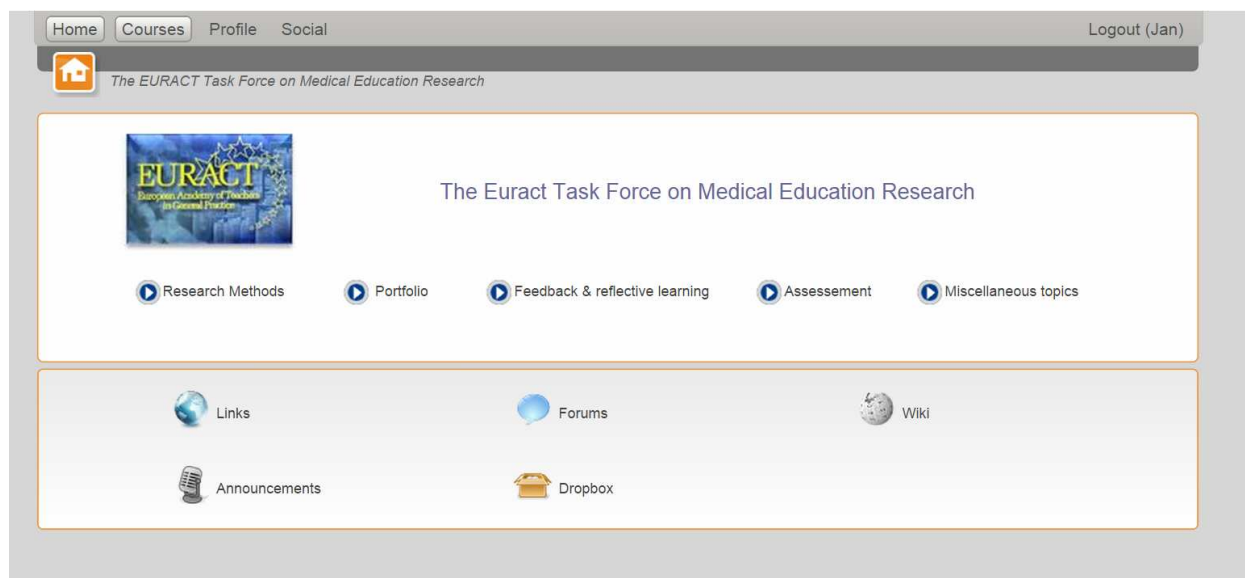 Home Courses Profile Social Logout (Jan)
The EURACT Task Force on Medical Education Research
EURACT
European Academy of Teachers
in General Practice
The Euract Task Force on Medical Education Research
Research Methods Portfolio Feedback & reflective learning Assessement Miscellaneous topics
Links Forums Wiki
Announcements Dropbox